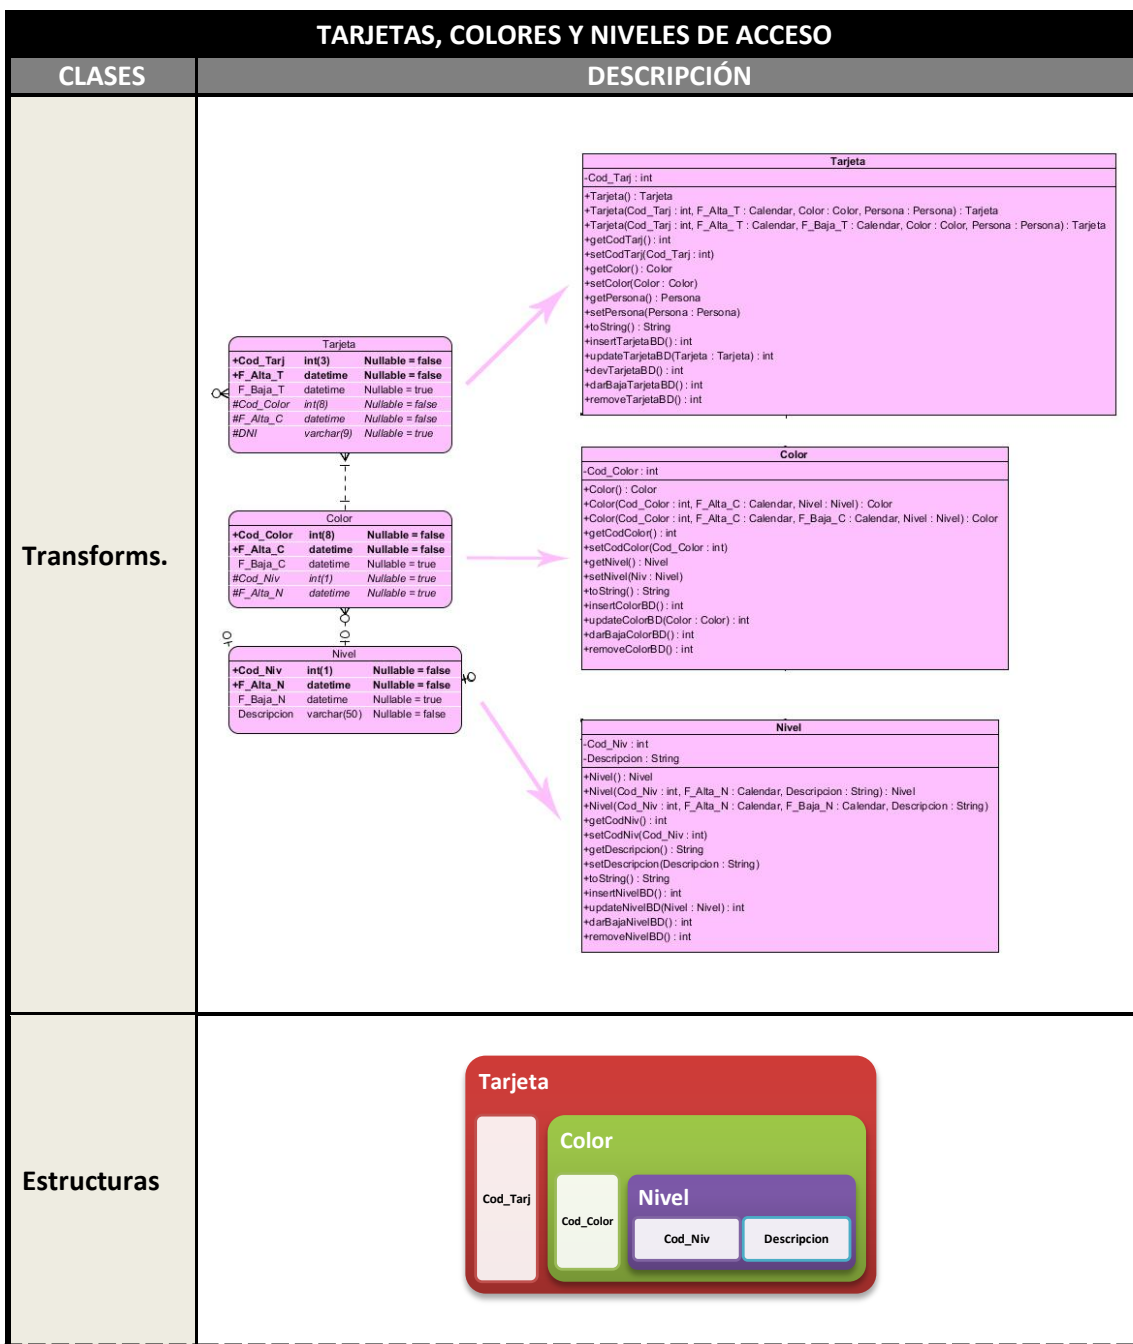 TARJETAS, COLORES Y NIVELES DE ACCESO
CLASES DESCRIPCIÓN
Transforms.
Tarjeta
+Cod_Tarj int(3) Nullable = false
+F_Alta_T datetime Nullable = false
F_Baja_T datetime Nullable = true
#Cod_Color int(8) Nullable = false
#F_Alta_C datetime Nullable = false
#DNI varchar(9) Nullable = true
Color
+Cod_Color int(8) Nullable = false
+F_Alta_C datetime Nullable = false
F_Baja_C datetime Nullable = true
#Cod_Niv int(1) Nullable = true
#F_Alta_N datetime Nullable = true
Nivel
+Cod_Niv int(1) Nullable = false
+F_Alta_N datetime Nullable = false
F_Baja_N datetime Nullable = true
Descripcion varchar(50) Nullable = false
Tarjeta
-Cod_Tarj : int
+Tarjeta() : Tarjeta
+Tarjeta(Cod_Tarj : int, F_Alta_T : Calendar, Color : Color, Persona : Persona) : Tarjeta
+Tarjeta(Cod_Tarj : int, F_Alta_ T : Calendar, F_Baja_T : Calendar, Color : Color, Persona : Persona) : Tarjeta
+getCodTarj() : int
+setCodTarj(Cod_Tarj : int)
+getColor() : Color
+setColor(Color : Color)
+getPersona() : Persona
+setPersona(Persona : Persona)
+toString() : String
+insertTarjetaBD() : int
+updateTarjetaBD(Tarjeta : Tarjeta) : int
+devTarjetaBD() : int
+darBajaTarjetaBD() : int
+removeTarjetaBD() : int
Color
-Cod_Color : int
+Color() : Color
+Color(Cod_Color : int, F_Alta_C : Calendar, Nivel : Nivel) : Color
+Color(Cod_Color : int, F_Alta_C : Calendar, F_Baja_C : Calendar, Nivel : Nivel) : Color
+getCodColor() : int
+setCodColor(Cod_Color : int)
+getNivel() : Nivel
+setNivel(Niv : Nivel)
+toString() : String
+insertColorBD() : int
+updateColorBD(Color : Color) : int
+darBajaColorBD() : int
+removeColorBD() : int
Nivel
-Cod_Niv : int
-Descripcion : String
+Nivel() : Nivel
+Nivel(Cod_Niv : int, F_Alta_N : Calendar, Descripcion : String) : Nivel
+Nivel(Cod_Niv : int, F_Alta_N : Calendar, F_Baja_N : Calendar, Descripcion : String)
+getCodNiv() : int
+setCodNiv(Cod_Niv : int)
+getDescripcion() : String
+setDescripcion(Descripcion : String)
+toString() : String
+insertNivelBD() : int
+updateNivelBD(Nivel : Nivel) : int
+darBajaNivelBD() : int
+removeNivelBD() : int
Estructuras
Tarjeta
Cod_Tarj
Color
Cod_Color
Nivel
Cod_Niv
Descripcion